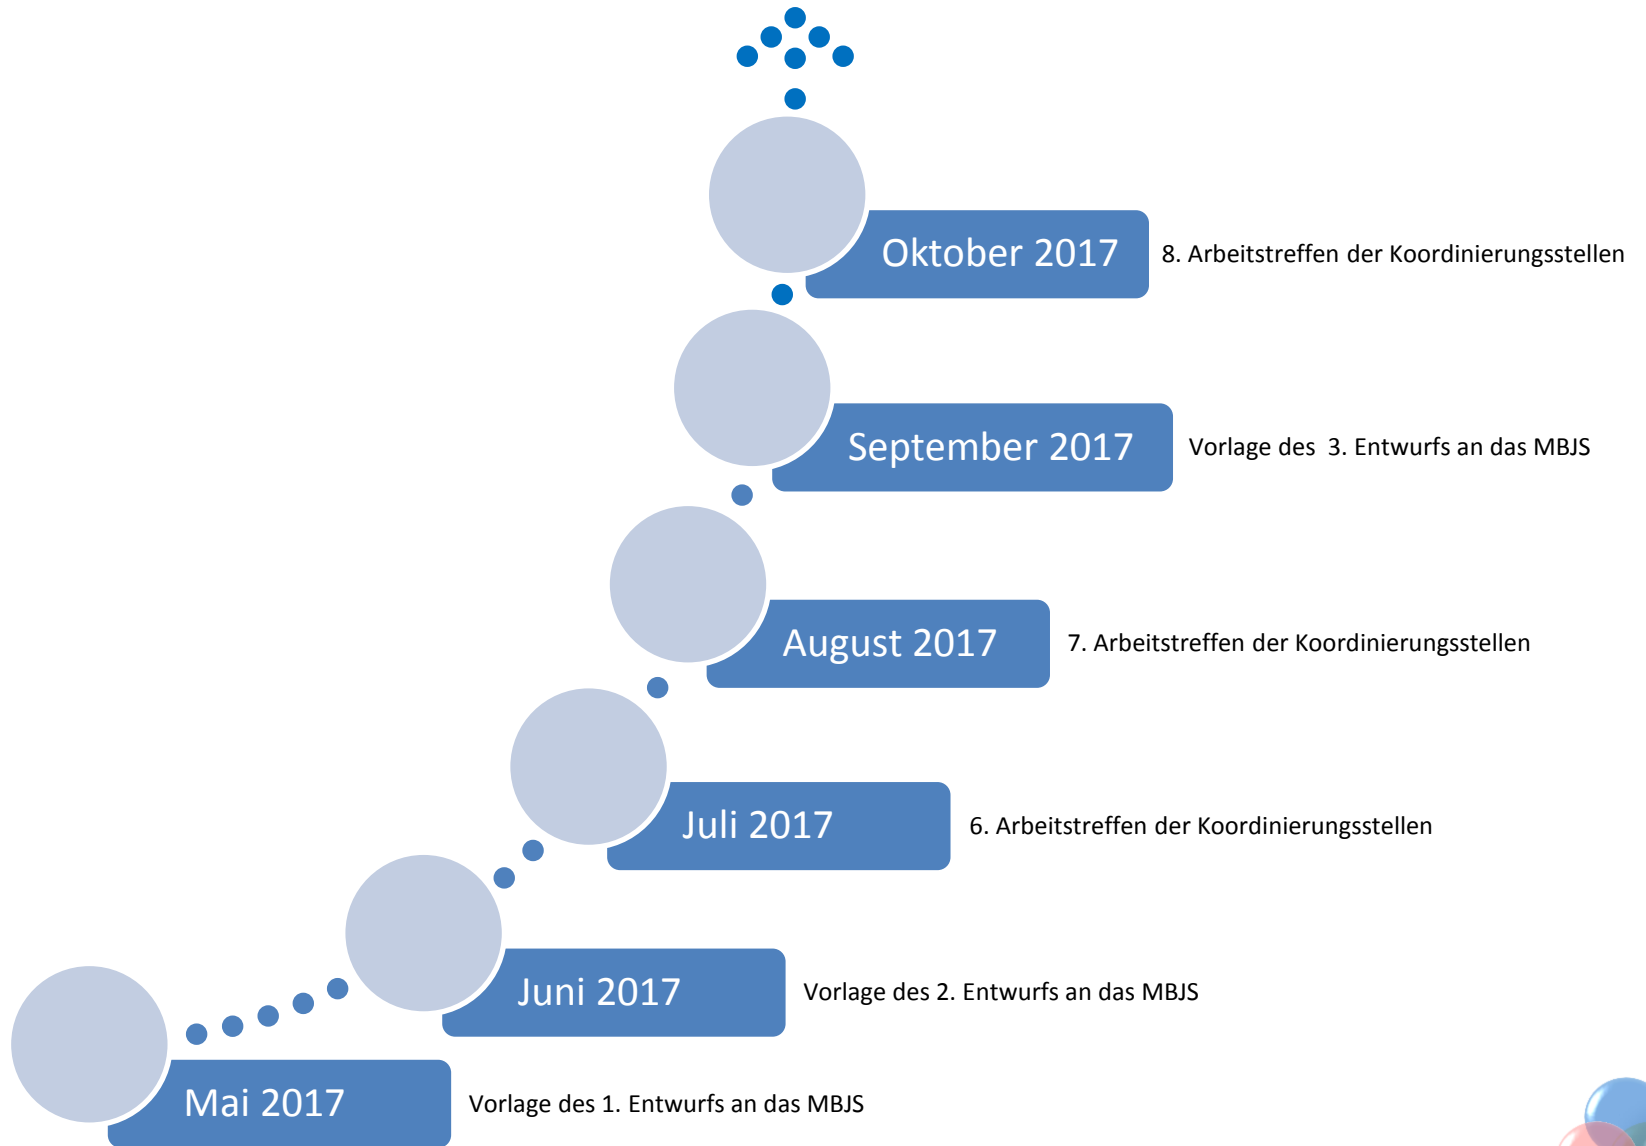 Oktober 2017 8. Arbeitstreffen der Koordinierungsstellen
September 2017 Vorlage des 3. Entwurfs an das MBJS
August 2017 7. Arbeitstreffen der Koordinierungsstellen
Juli 2017 6. Arbeitstreffen der Koordinierungsstellen
Juni 2017 Vorlage des 2. Entwurfs an das MBJS
Mai 2017 Vorlage des 1. Entwurfs an das MBJS